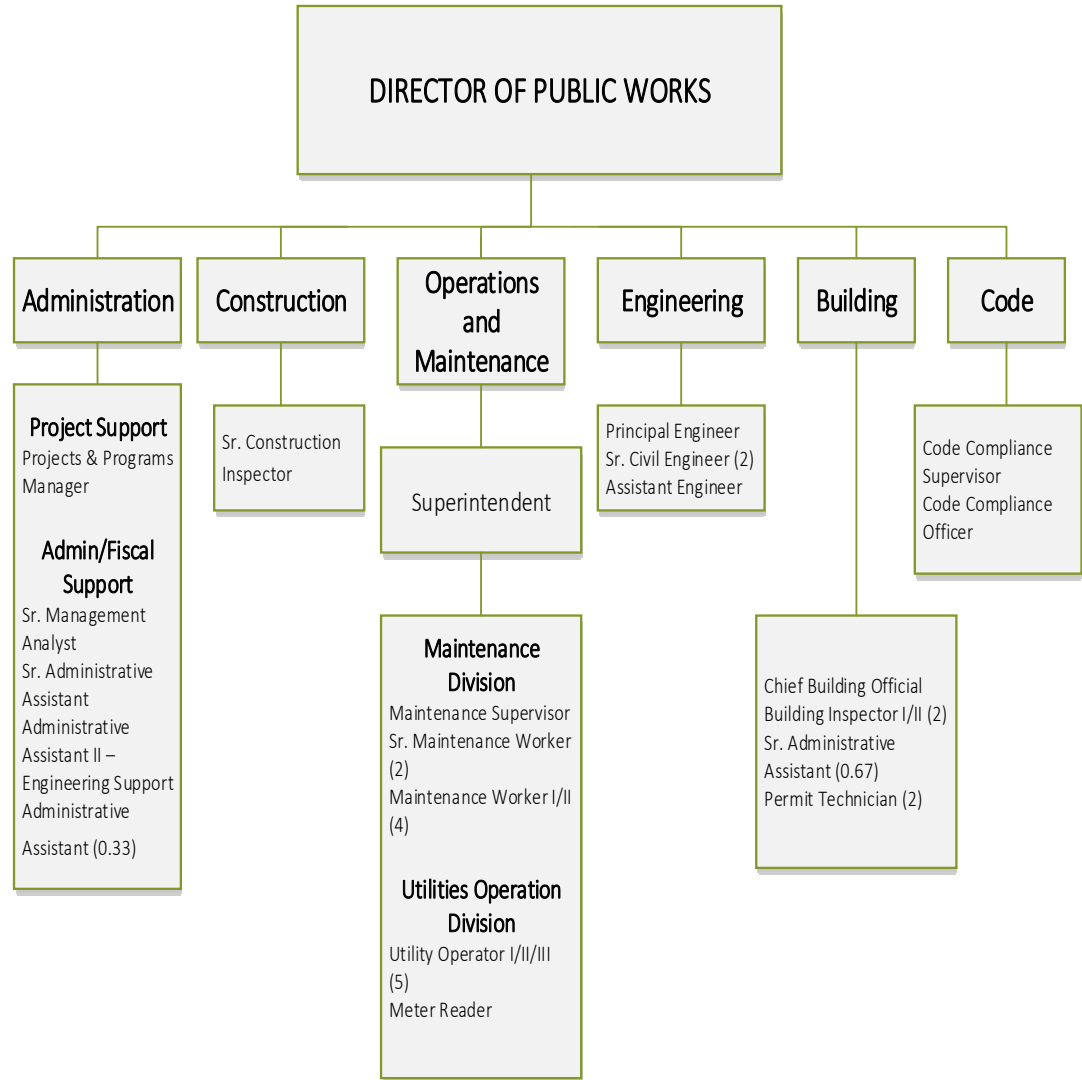 DIRECTOR OF PUBLIC WORKS
Administration
Construction
Operations
and
Maintenance
Engineering
Building
Code
Project Support
Projects & Programs
Manager
Admin/Fiscal
Support
Sr. Management
Analyst
Sr. Administrative
Assistant
Administrative
Assistant II –
Engineering Support
Administrative
Assistant (0.33)
Sr. Construction
Inspector
Superintendent
Maintenance
Division
Maintenance Supervisor
Sr. Maintenance Worker
(2)
Maintenance Worker I/II
(4)
Utilities Operation
Division
Utility Operator I/II/III
(5)
Meter Reader
Principal Engineer
Sr. Civil Engineer (2)
Assistant Engineer
Chief Building Official
Building Inspector I/II (2)
Sr. Administrative
Assistant (0.67)
Permit Technician (2)
Code Compliance
Supervisor
Code Compliance
Officer